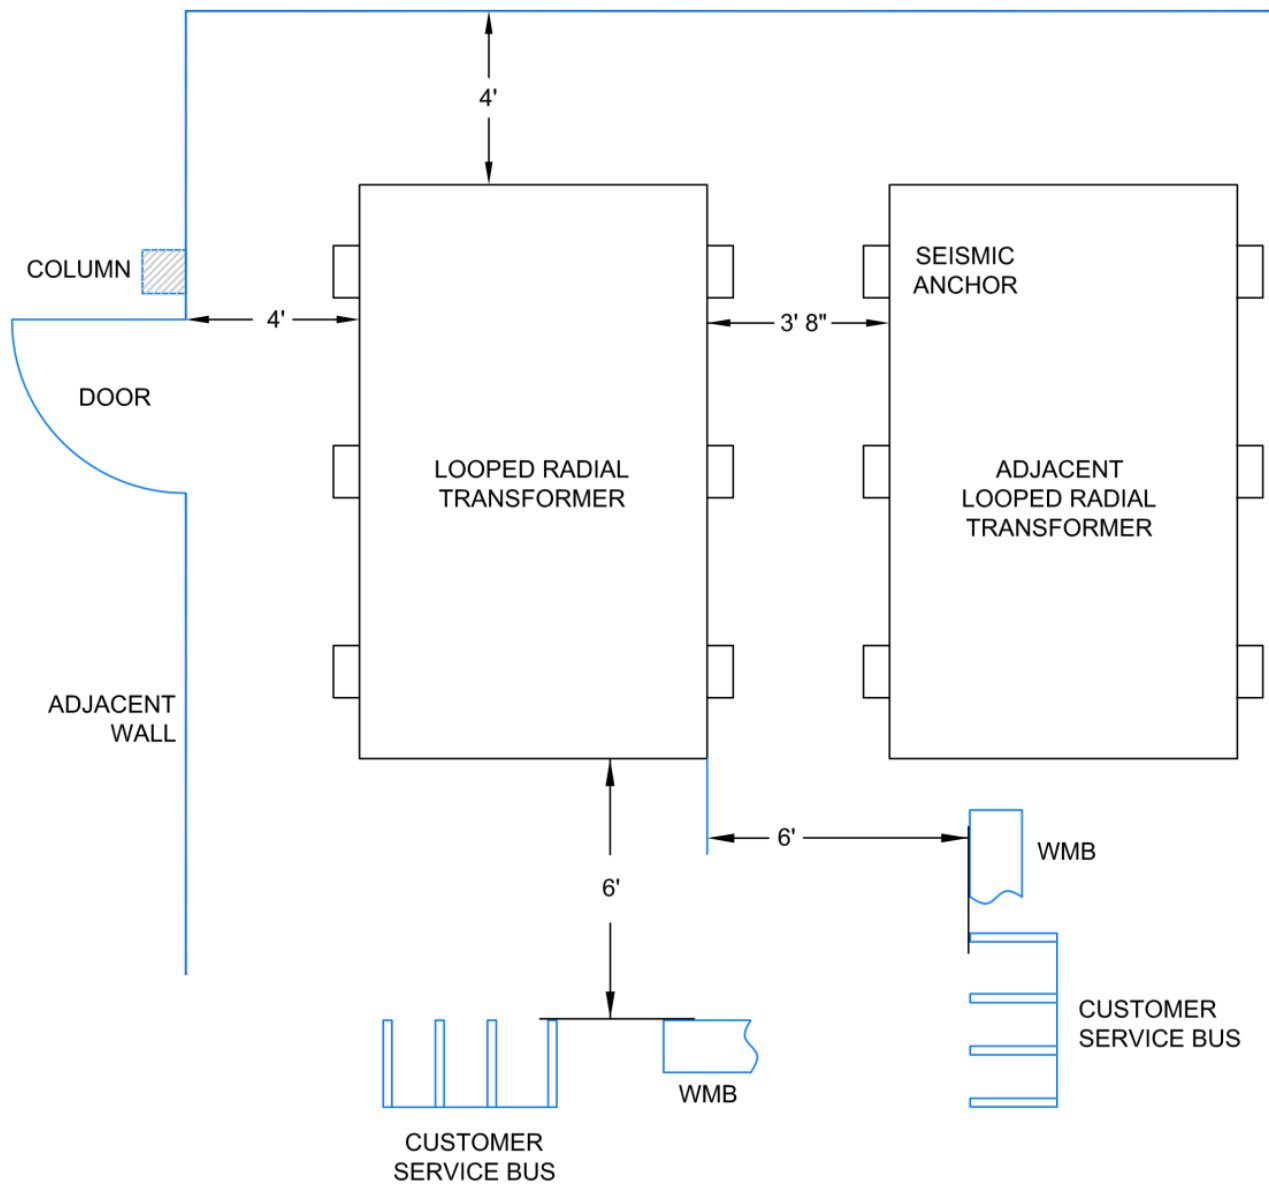 4'
COLUMN
SEISMIC
ANCHOR
4'
3' 8"
DOOR
LOOPED RADIAL
TRANSFORMER
ADJACENT
LOOPED RADIAL
TRANSFORMER
ADJACENT
WALL
6'
WMB
6'
CUSTOMER
SERVICE BUS
WMB
CUSTOMER
SERVICE BUS